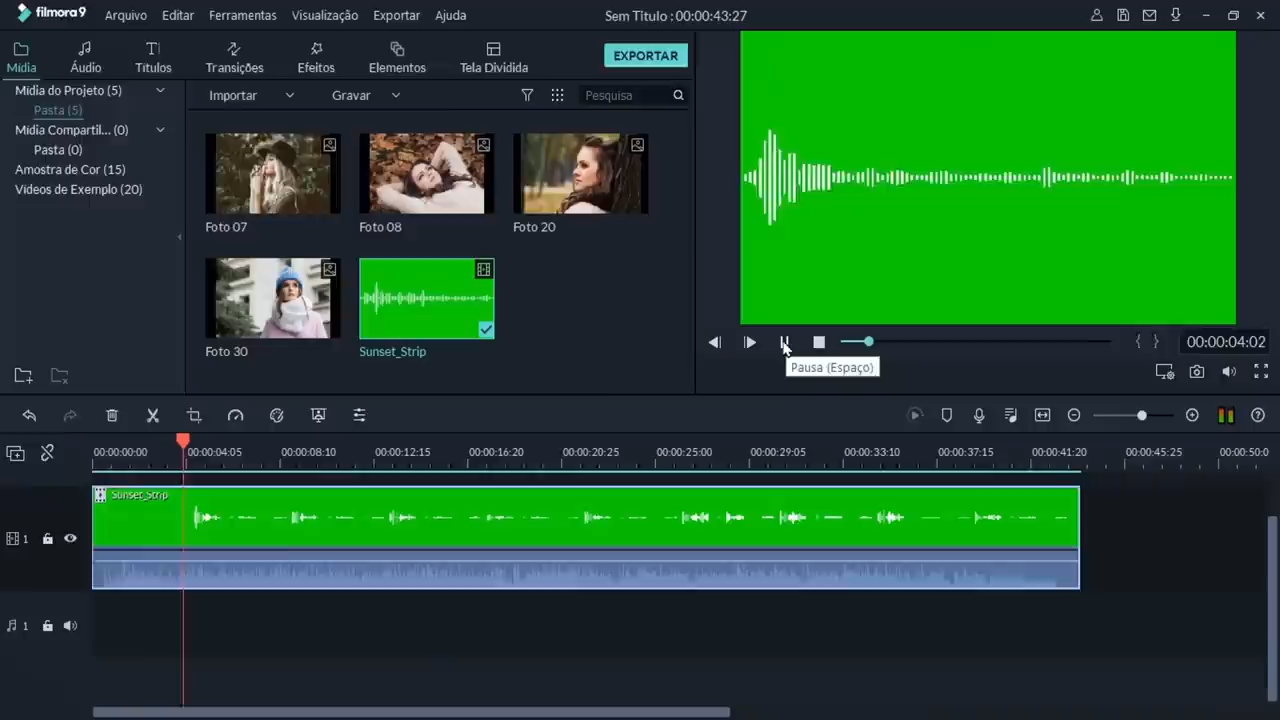 filmora9
Arquivo Editar Ferramentas Visualização Exportar Ajuda
Sem Titulo : 00:00:43:27
Mídia Áudio Titulos Transições Efeitos Elementos Tela Dividida
EXPORTAR
Mídia do Projeto (5)
Pasta (5)
Mídia Compartil... (0)
Pasta (0)
Amostra de Cor (15)
Videos de Exemplo (20)
Importar Gravar Pesquisa
Foto 07 Foto 08 Foto 20
Foto 30 Sunset_Strip
00:00:04:02
Pausa (Espaço)
00:00:00:00 00:00:04:05 00:00:08:10 00:00:12:15 00:00:16:20 00:00:20:25 00:00:25:00 00:00:29:05 00:00:33:10 00:00:37:15 00:00:41:20 00:00:45:25 00:00:50:0
Sunset_Strip
1
1